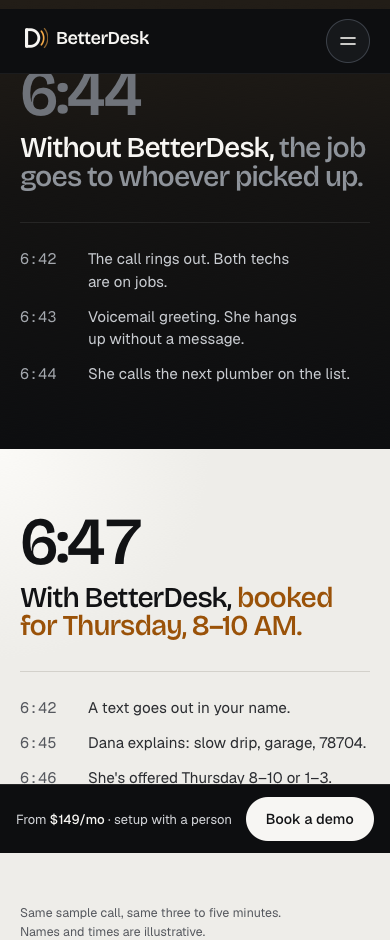 BetterDesk
6:44
Without BetterDesk, the job
goes to whoever picked up.
6:42 The call rings out. Both techs
are on jobs.
6:43 Voicemail greeting. She hangs
up without a message.
6:44 She calls the next plumber on the list.
6:47
With BetterDesk, booked
for Thursday, 8–10 AM.
6:42 A text goes out in your name.
6:45 Dana explains: slow drip, garage, 78704.
6:46 She's offered Thursday 8–10 or 1–3.
From $149/mo · setup with a person Book a demo
Same sample call, same three to five minutes.
Names and times are illustrative.